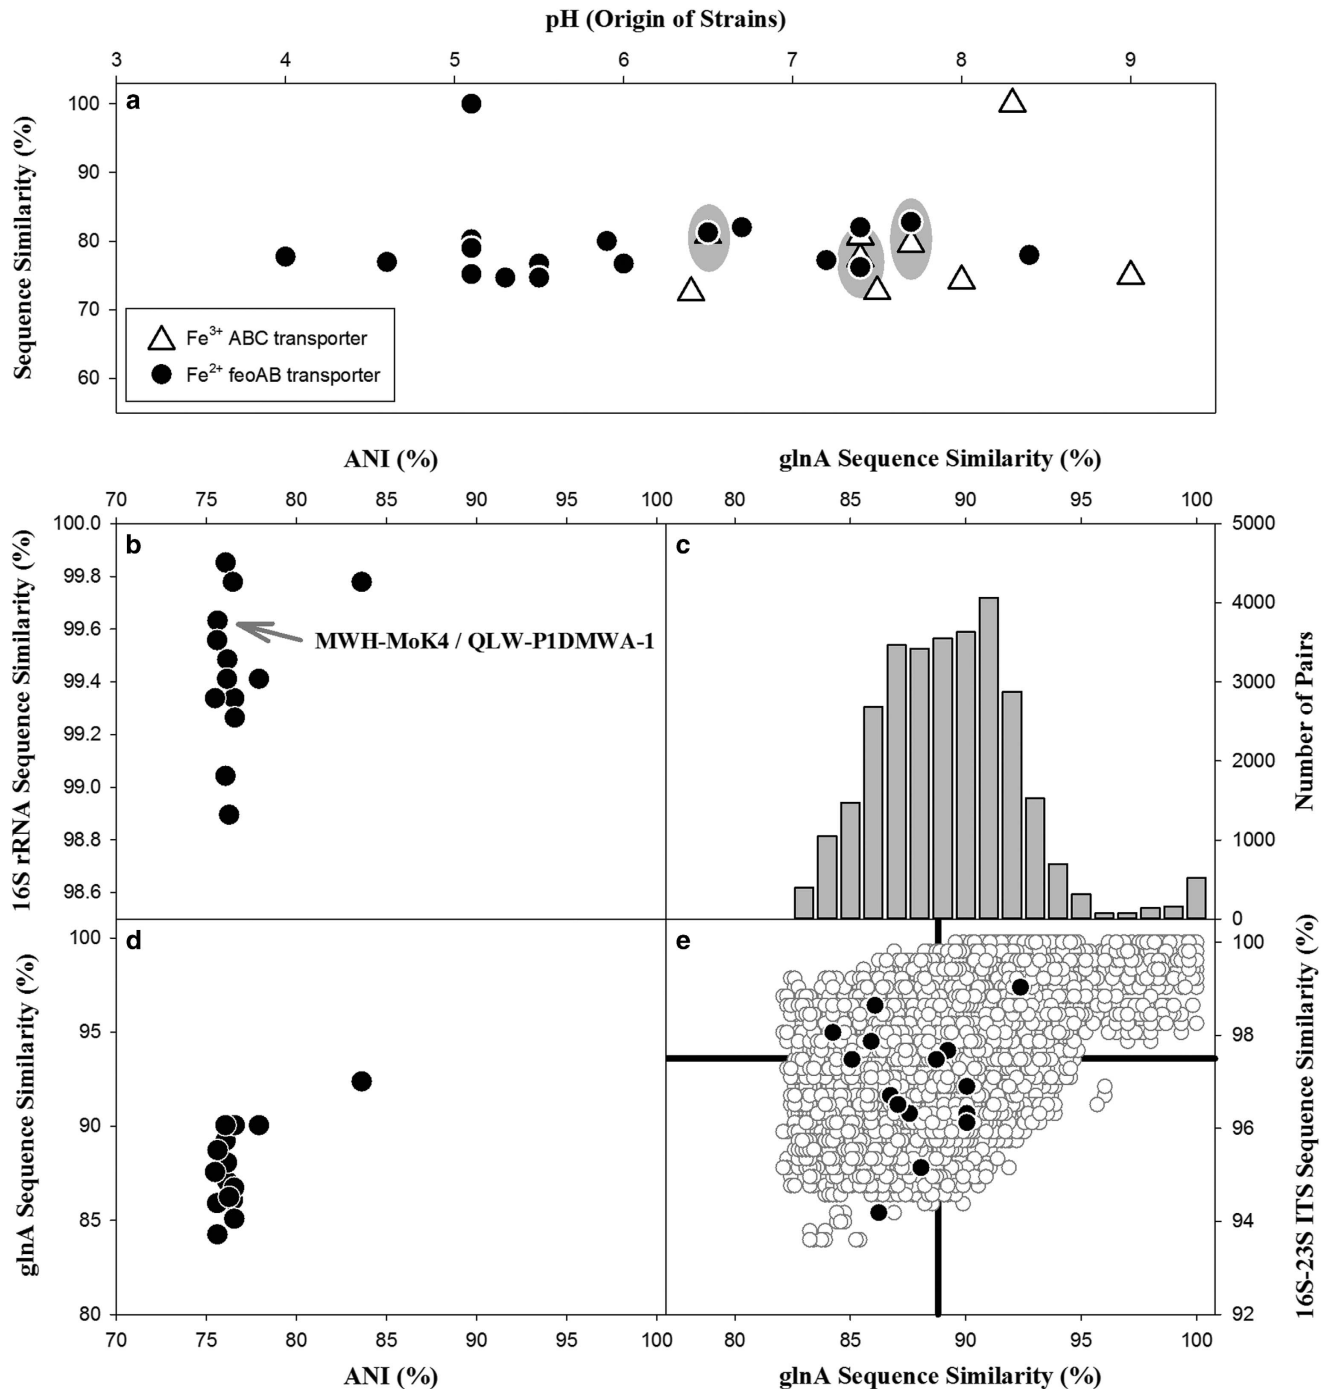 pH (Origin of Strains)
3 4 5 6 7 8 9
a
Sequence Similarity (%)
100
90
80
70
60
Fe³⁺ ABC transporter
Fe²⁺ feoAB transporter
ANI (%) glnA Sequence Similarity (%)
70 75 80 85 90 95 100 80 85 90 95 100
b
16S rRNA Sequence Similarity (%)
100.0
99.8
99.6
99.4
99.2
99.0
98.8
98.6
MWH-MoK4 / QLW-P1DMWA-1
c
5000
4000
3000
2000
1000
0
Number of Pairs
d
glnA Sequence Similarity (%)
100
95
90
85
80
e
100
98
96
94
92
16S-23S ITS Sequence Similarity (%)
70 75 80 85 90 95 100 80 85 90 95 100
ANI (%) glnA Sequence Similarity (%)